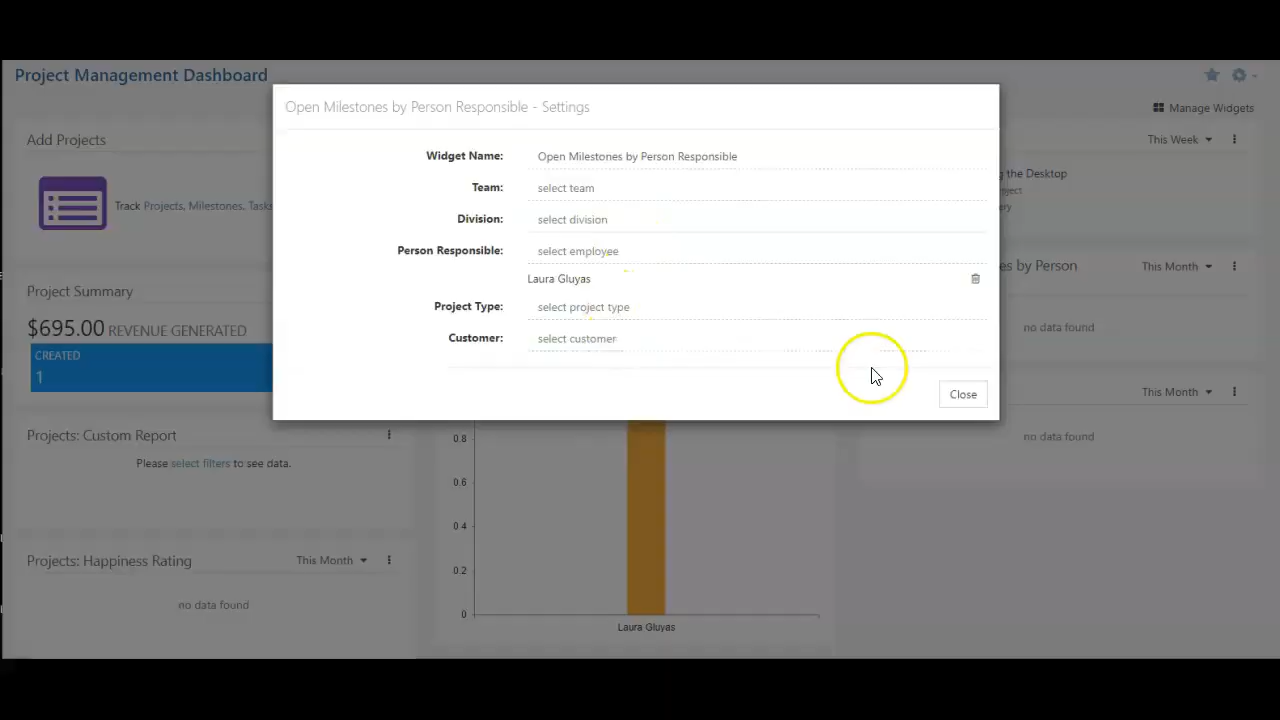 Project Management Dashboard
Manage Widgets
Open Milestones by Person Responsible - Settings
Widget Name: Open Milestones by Person Responsible
Team: select team
Division: select division
Person Responsible: select employee
Laura Gluyas
Project Type: select project type
Customer: select customer
Close
Add Projects
Track Projects, Milestones, Tasks
Project Summary
$695.00 REVENUE GENERATED
CREATED
1
Projects: Custom Report
Please select filters to see data.
Projects: Happiness Rating This Month
no data found
0.8
0.6
0.4
0.2
0
Laura Gluyas
This Week
the Desktop
by Person This Month
no data found
This Month
no data found